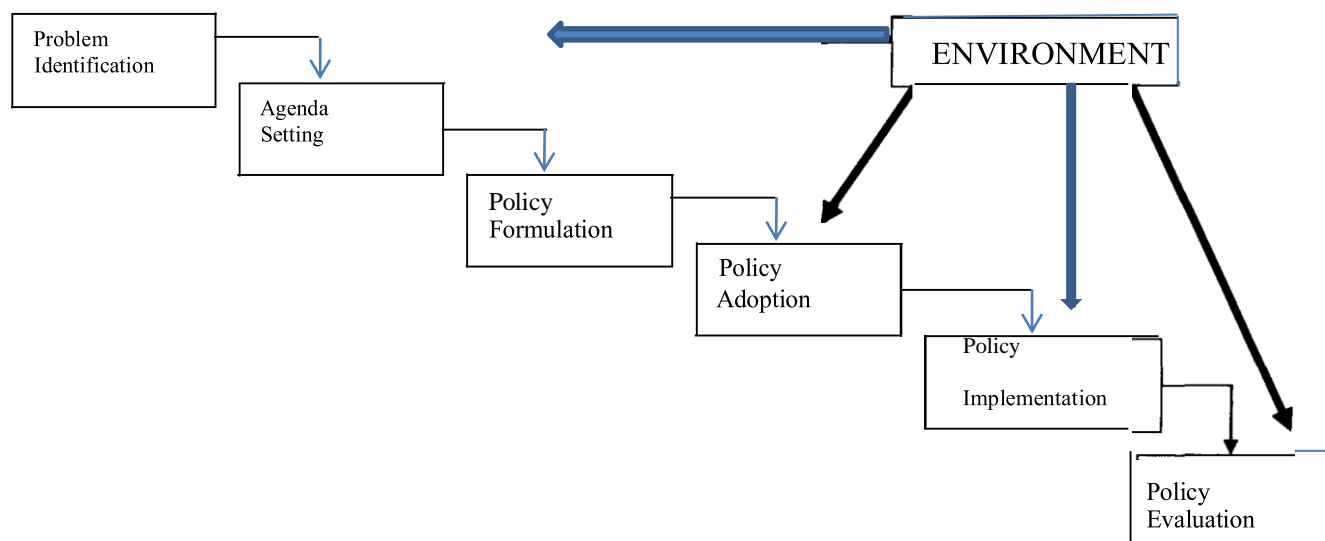 Problem
Identification
ENVIRONMENT
Agenda
Setting
Policy
Formulation
Policy
Adoption
Policy
Implementation
Policy
Evaluation